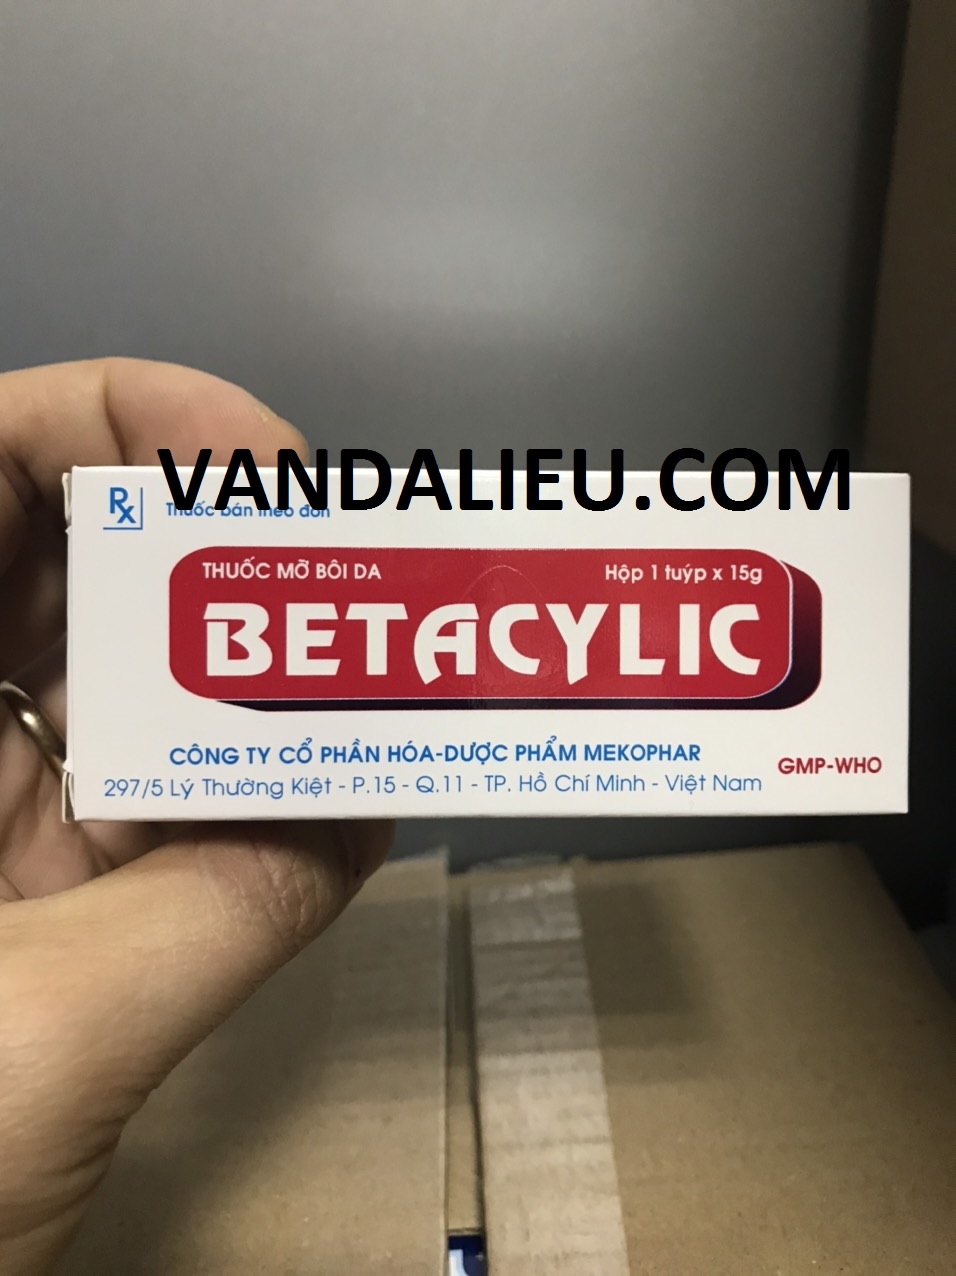 VANDALIEU.COM
Rx Thuốc bán theo đơn
THUỐC MỠ BÔI DA Hộp 1 tuýp x 15g
BETACYLIC
CÔNG TY CỔ PHẦN HÓA-DƯỢC PHẨM MEKOPHAR
GMP-WHO
297/5 Lý Thường Kiệt - P.15 - Q.11 - TP. Hồ Chí Minh - Việt Nam